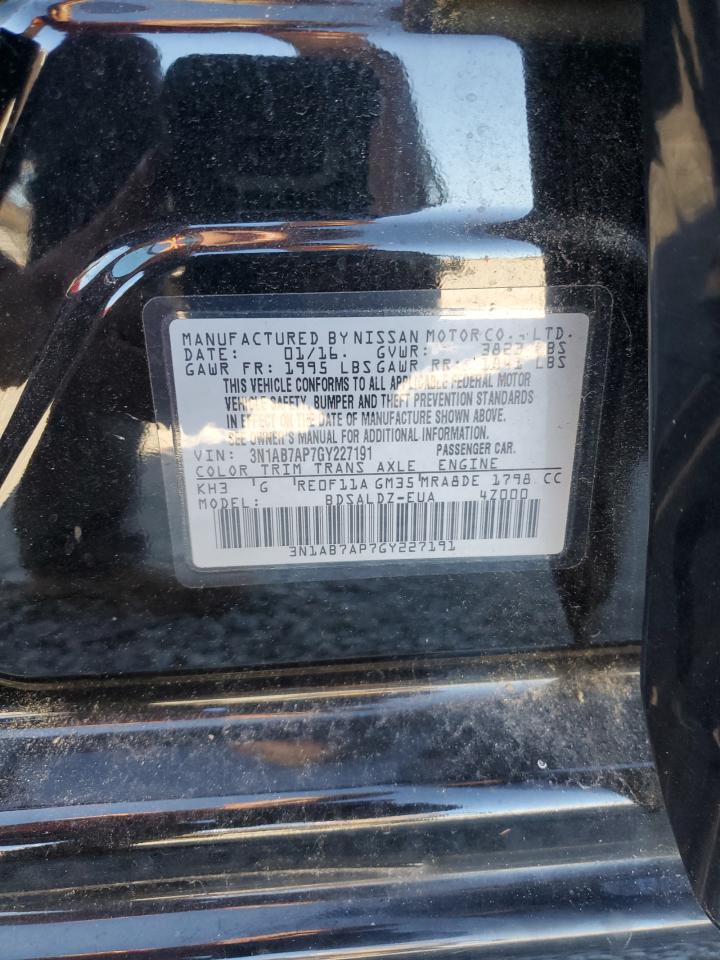 MANUFACTURED BY NISSAN MOTOR CO., LTD.
DATE: 01/16. GVWR: 3823 LBS
GAWR FR: 1995 LBS GAWR RR: LBS
THIS VEHICLE CONFORMS TO ALL APPLICABLE FEDERAL MOTOR
VEHICLE SAFETY, BUMPER AND THEFT PREVENTION STANDARDS
IN EFFECT ON THE DATE OF MANUFACTURE SHOWN ABOVE.
SEE OWNER'S MANUAL FOR ADDITIONAL INFORMATION.
VIN: 3N1AB7AP7GY227191 PASSENGER CAR.
COLOR TRIM TRANS AXLE ENGINE
KH3 G RE0F11A GM35 MRA8DE 1798 CC
MODEL: BDSALDZ-EUA 4Z000
3N1AB7AP7GY227191